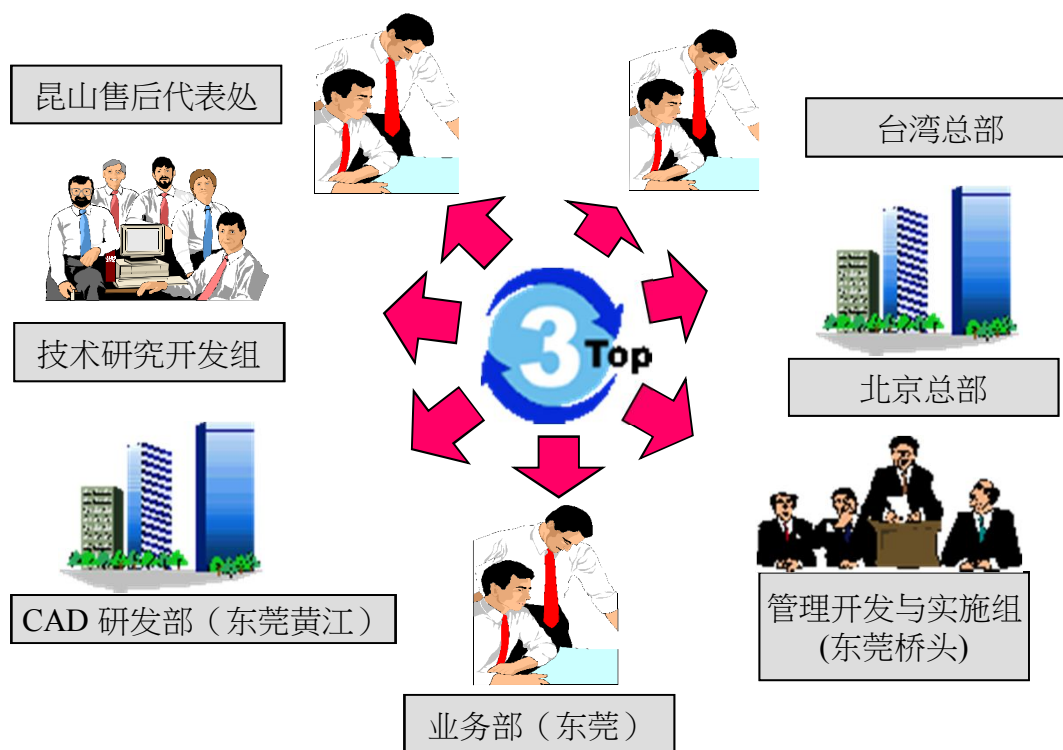 昆山售后代表处
台湾总部
技术研究开发组
3
Top
北京总部
CAD 研发部（东莞黄江）
管理开发与实施组
(东莞桥头)
业务部（东莞）